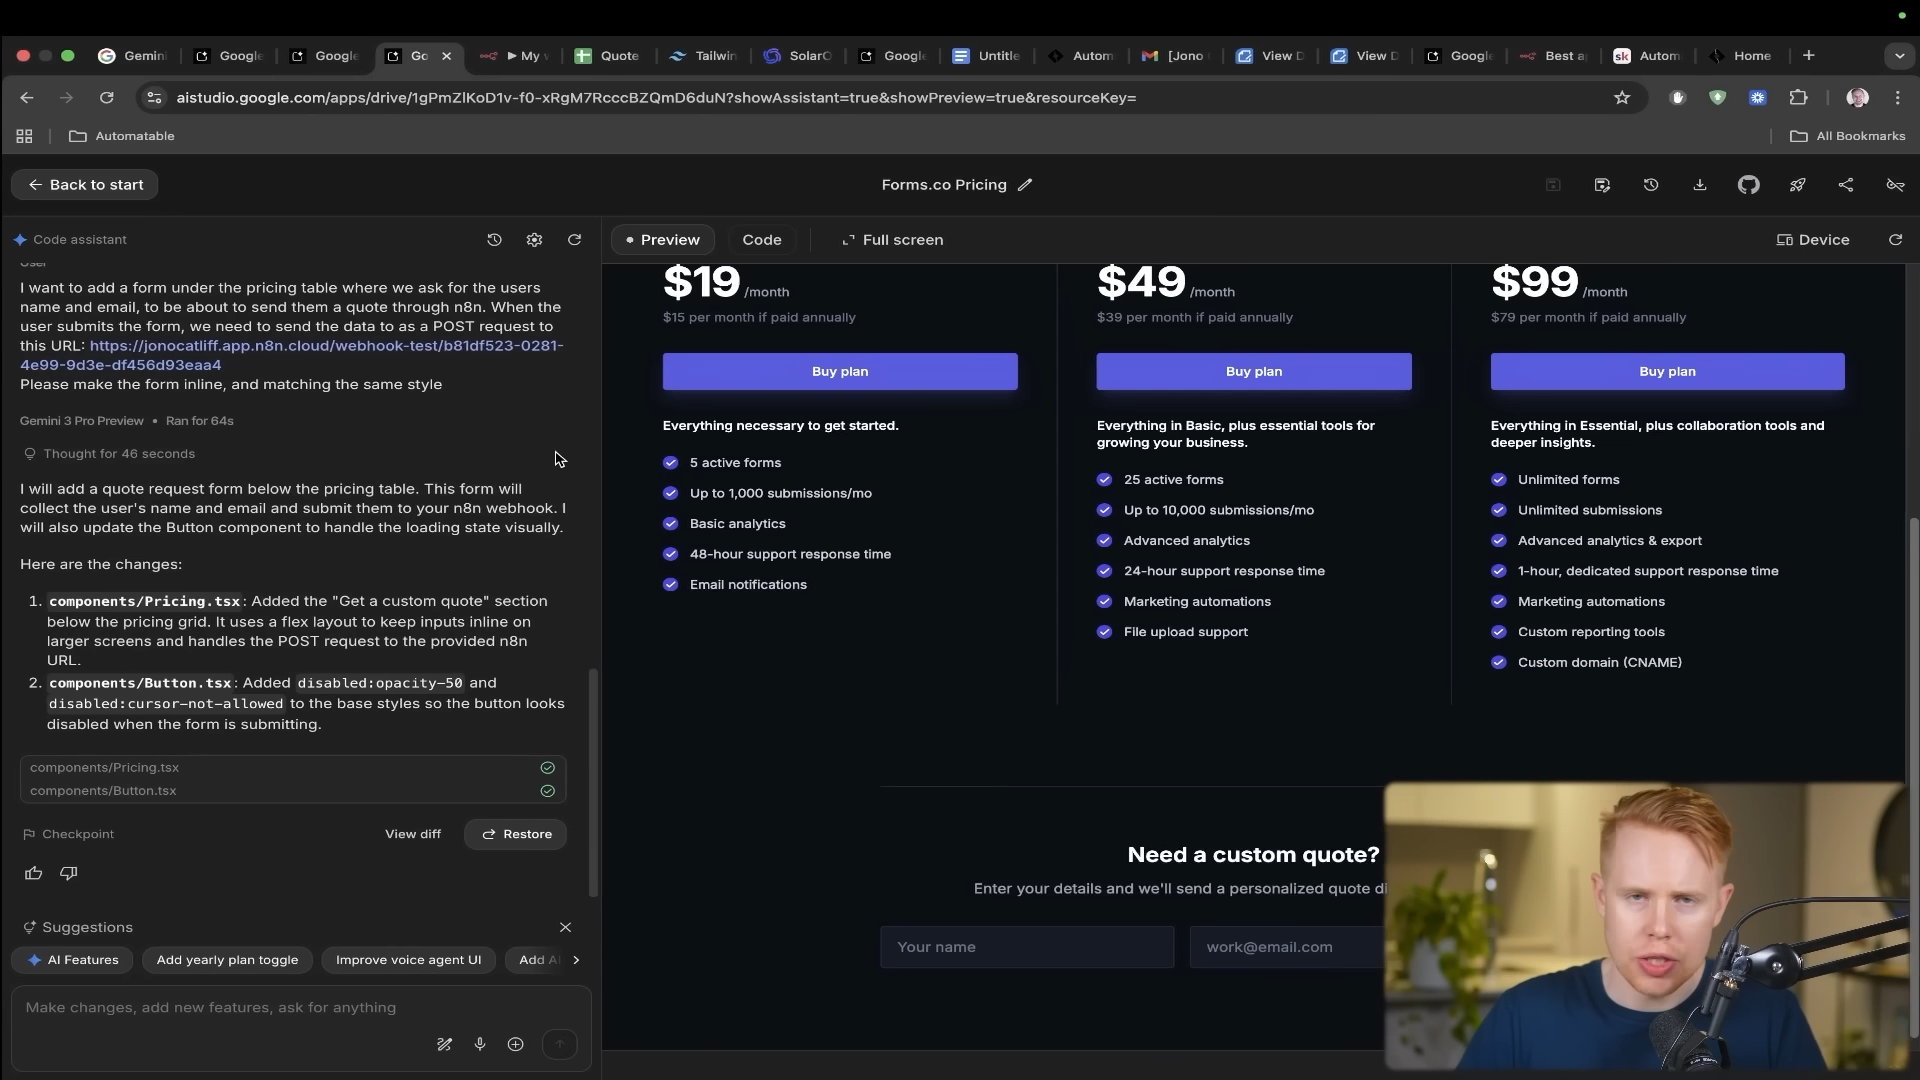 Gemini
Google
Google
Go
My
Quote
Tailwin
SolarO
Google
Untitle
Autom
[Jono
View D
View D
Google
Best a
sk
Autom
Home
aistudio.google.com/apps/drive/1gPmZlKoD1v-f0-xRgM7RcccBZQmD6duN?showAssistant=true&showPreview=true&resourceKey=
Automatable
All Bookmarks
Back to start
Forms.co Pricing
Code assistant
Preview
Code
Full screen
Device
User
I want to add a form under the pricing table where we ask for the users
name and email, to be about to send them a quote through n8n. When the
user submits the form, we need to send the data to as a POST request to
this URL: https://jonocatliff.app.n8n.cloud/webhook-test/b81df523-0281-
4e99-9d3e-df456d93eaa4
Please make the form inline, and matching the same style
Gemini 3 Pro Preview • Ran for 64s
Thought for 46 seconds
I will add a quote request form below the pricing table. This form will
collect the user's name and email and submit them to your n8n webhook. I
will also update the Button component to handle the loading state visually.
Here are the changes:
1. components/Pricing.tsx: Added the "Get a custom quote" section
below the pricing grid. It uses a flex layout to keep inputs inline on
larger screens and handles the POST request to the provided n8n
URL.
2. components/Button.tsx: Added disabled:opacity-50 and
disabled:cursor-not-allowed to the base styles so the button looks
disabled when the form is submitting.
components/Pricing.tsx
components/Button.tsx
Checkpoint
View diff
Restore
Suggestions
AI Features
Add yearly plan toggle
Improve voice agent UI
Add A
Make changes, add new features, ask for anything
$19 /month
$15 per month if paid annually
Buy plan
Everything necessary to get started.
5 active forms
Up to 1,000 submissions/mo
Basic analytics
48-hour support response time
Email notifications
$49 /month
$39 per month if paid annually
Buy plan
Everything in Basic, plus essential tools for
growing your business.
25 active forms
Up to 10,000 submissions/mo
Advanced analytics
24-hour support response time
Marketing automations
File upload support
$99 /month
$79 per month if paid annually
Buy plan
Everything in Essential, plus collaboration tools and
deeper insights.
Unlimited forms
Unlimited submissions
Advanced analytics & export
1-hour, dedicated support response time
Marketing automations
Custom reporting tools
Custom domain (CNAME)
Need a custom quote?
Enter your details and we'll send a personalized quote di
Your name
work@email.com